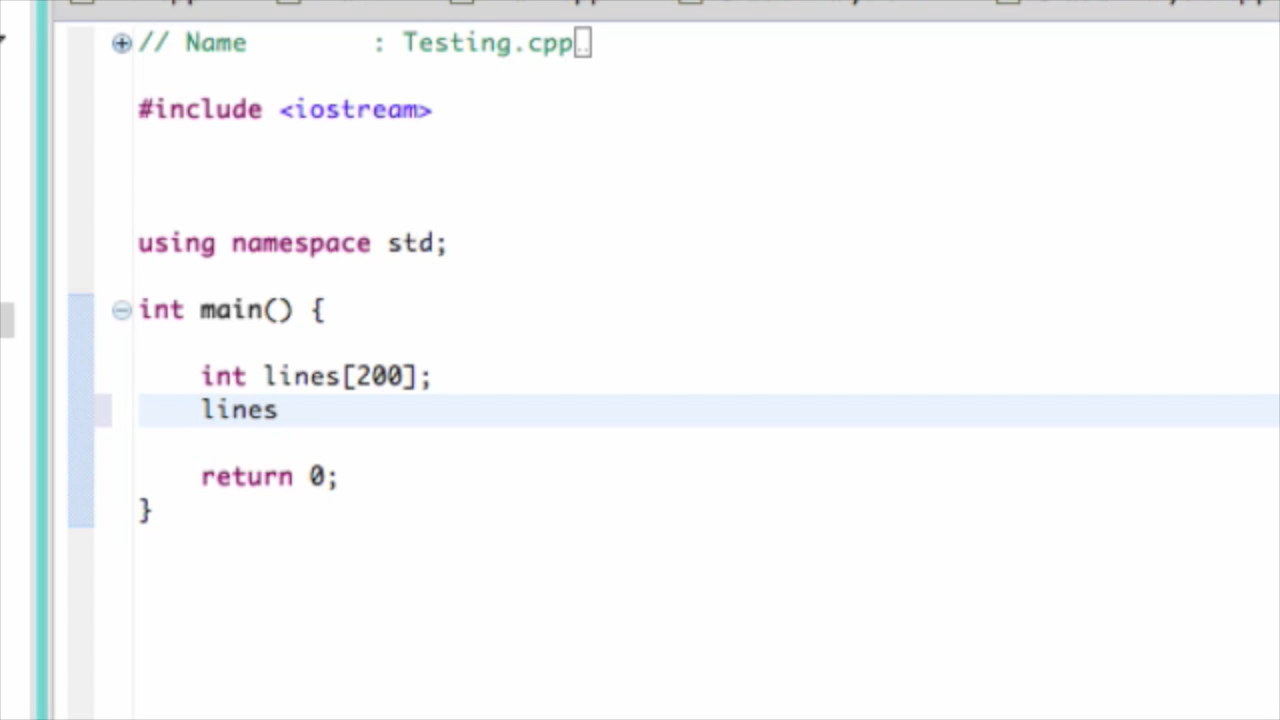 // Name        : Testing.cpp
#include <iostream>
using namespace std;
int main() {
int lines[200];
lines
return 0;
}